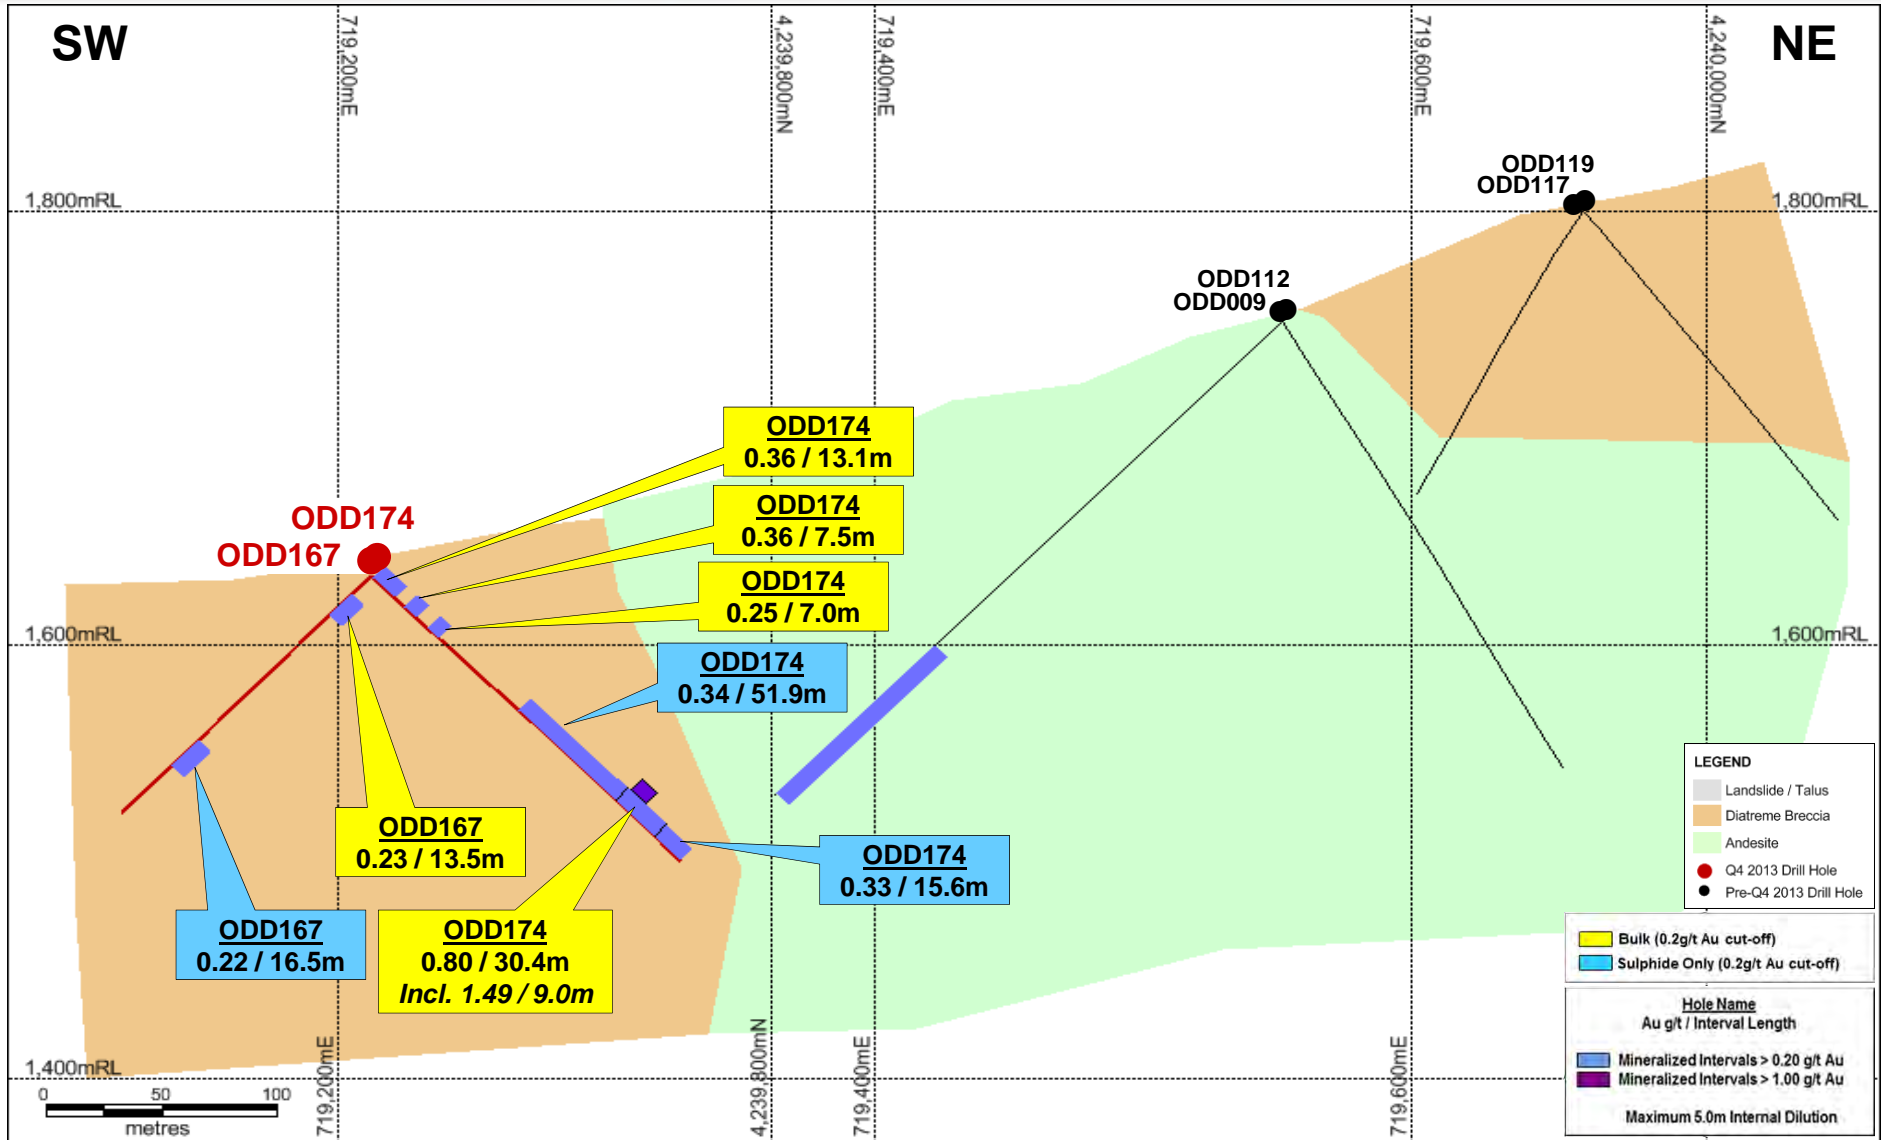 SW
NE
719,200mE
4,239,800mN
719,400mE
719,600mE
4,240,000mN
1,800mRL
1,800mRL
ODD119
ODD117
ODD112
ODD009
ODD174
0.36 / 13.1m
ODD174
0.36 / 7.5m
ODD174
ODD167
ODD174
0.25 / 7.0m
1,600mRL
1,600mRL
ODD174
0.34 / 51.9m
ODD167
0.23 / 13.5m
ODD174
0.33 / 15.6m
ODD167
0.22 / 16.5m
ODD174
0.80 / 30.4m
Incl. 1.49 / 9.0m
LEGEND
Landslide / Talus
Diatreme Breccia
Andesite
Q4 2013 Drill Hole
Pre-Q4 2013 Drill Hole
Bulk (0.2g/t Au cut-off)
Sulphide Only (0.2g/t Au cut-off)
Hole Name
Au g/t / Interval Length
Mineralized Intervals > 0.20 g/t Au
Mineralized Intervals > 1.00 g/t Au
Maximum 5.0m Internal Dilution
1,400mRL
0 50 100
metres
719,200mE
4,239,800mN
719,400mE
719,600mE